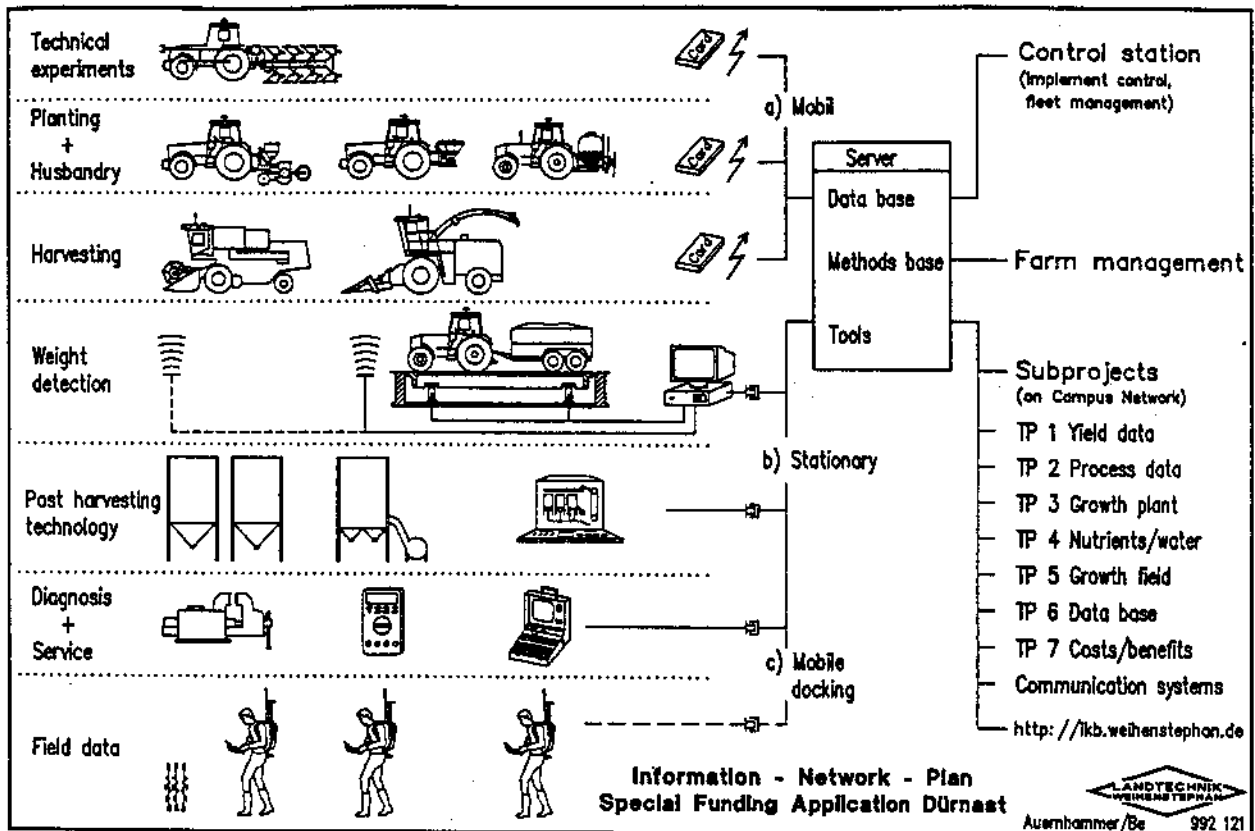 Technical
experiments
Card
a) Mobil
Control station
(Implement control,
fleet management)
Planting
+
Husbandry
Card
Server
Data base
Methods base
Tools
Harvesting
Card
Farm management
Weight
detection
Subprojects
(on Campus Network)
TP 1 Yield data
TP 2 Process data
TP 3 Growth plant
TP 4 Nutrients/water
TP 5 Growth field
TP 6 Data base
TP 7 Costs/benefits
Communication systems
http://ikb.weihenstephan.de
b) Stationary
Post harvesting
technology
Diagnosis
+
Service
c) Mobile
docking
Field data
Information - Network - Plan
Special Funding Application Dürnast
LANDTECHNIK
WEIHENSTEPHAN
Auernhammer/Be 992 121